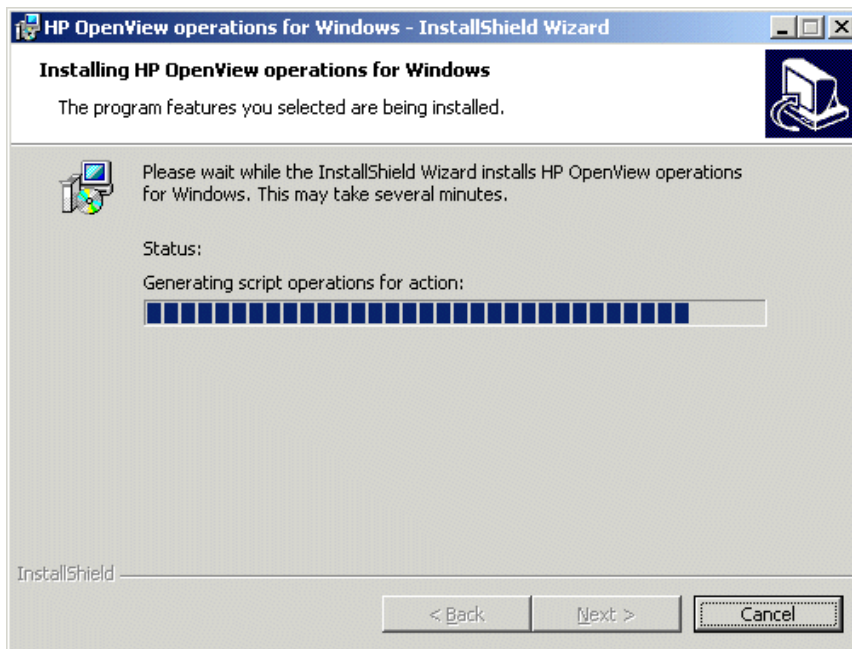 HP OpenView operations for Windows - InstallShield Wizard
Installing HP OpenView operations for Windows
The program features you selected are being installed.
Please wait while the InstallShield Wizard installs HP OpenView operations
for Windows. This may take several minutes.
Status:
Generating script operations for action:
InstallShield
< Back Next > Cancel